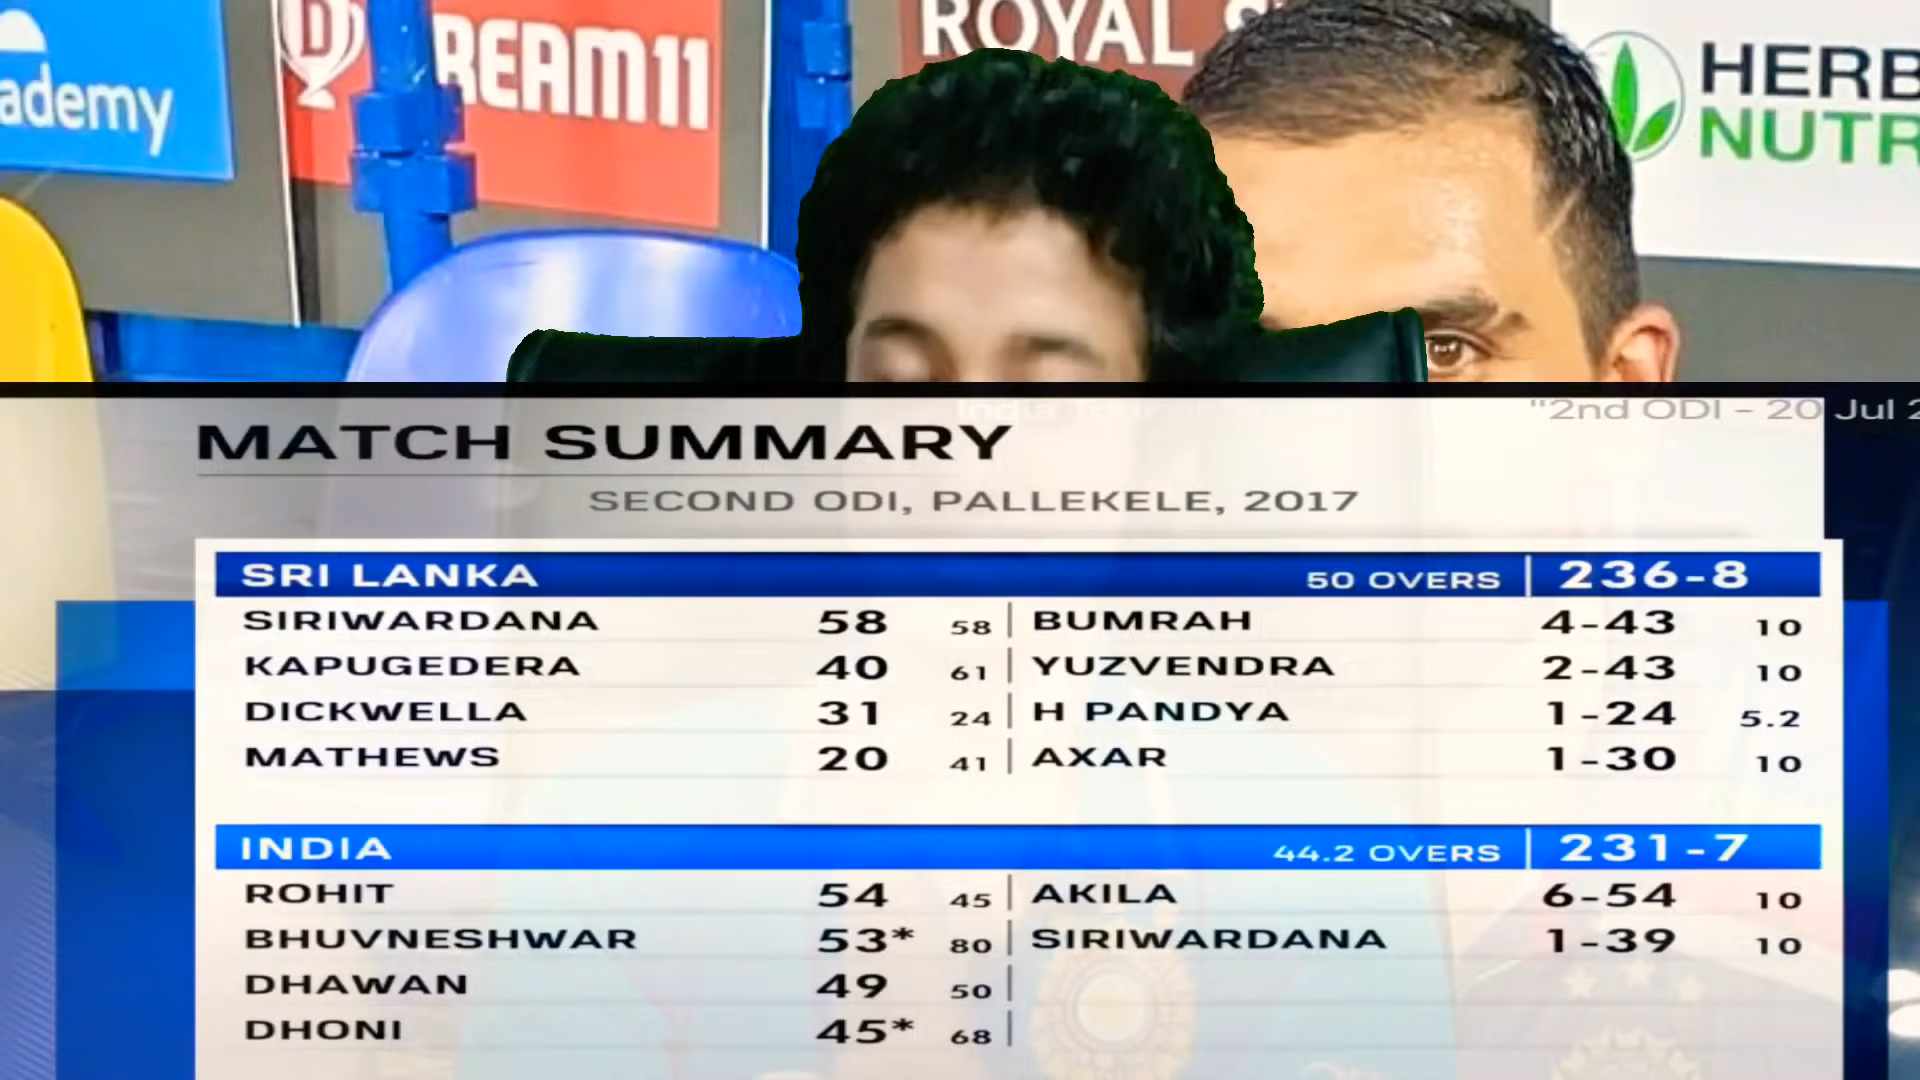 ademy
DREAM11
ROYAL S
HERB
NUTR
"2nd ODI - 20 Jul 2
MATCH SUMMARY
SECOND ODI, PALLEKELE, 2017
SRI LANKA 50 OVERS 236-8
SIRIWARDANA 58 58 BUMRAH 4-43 10
KAPUGEDERA 40 61 YUZVENDRA 2-43 10
DICKWELLA 31 24 H PANDYA 1-24 5.2
MATHEWS 20 41 AXAR 1-30 10
INDIA 44.2 OVERS 231-7
ROHIT 54 45 AKILA 6-54 10
BHUVNESHWAR 53* 80 SIRIWARDANA 1-39 10
DHAWAN 49 50
DHONI 45* 68